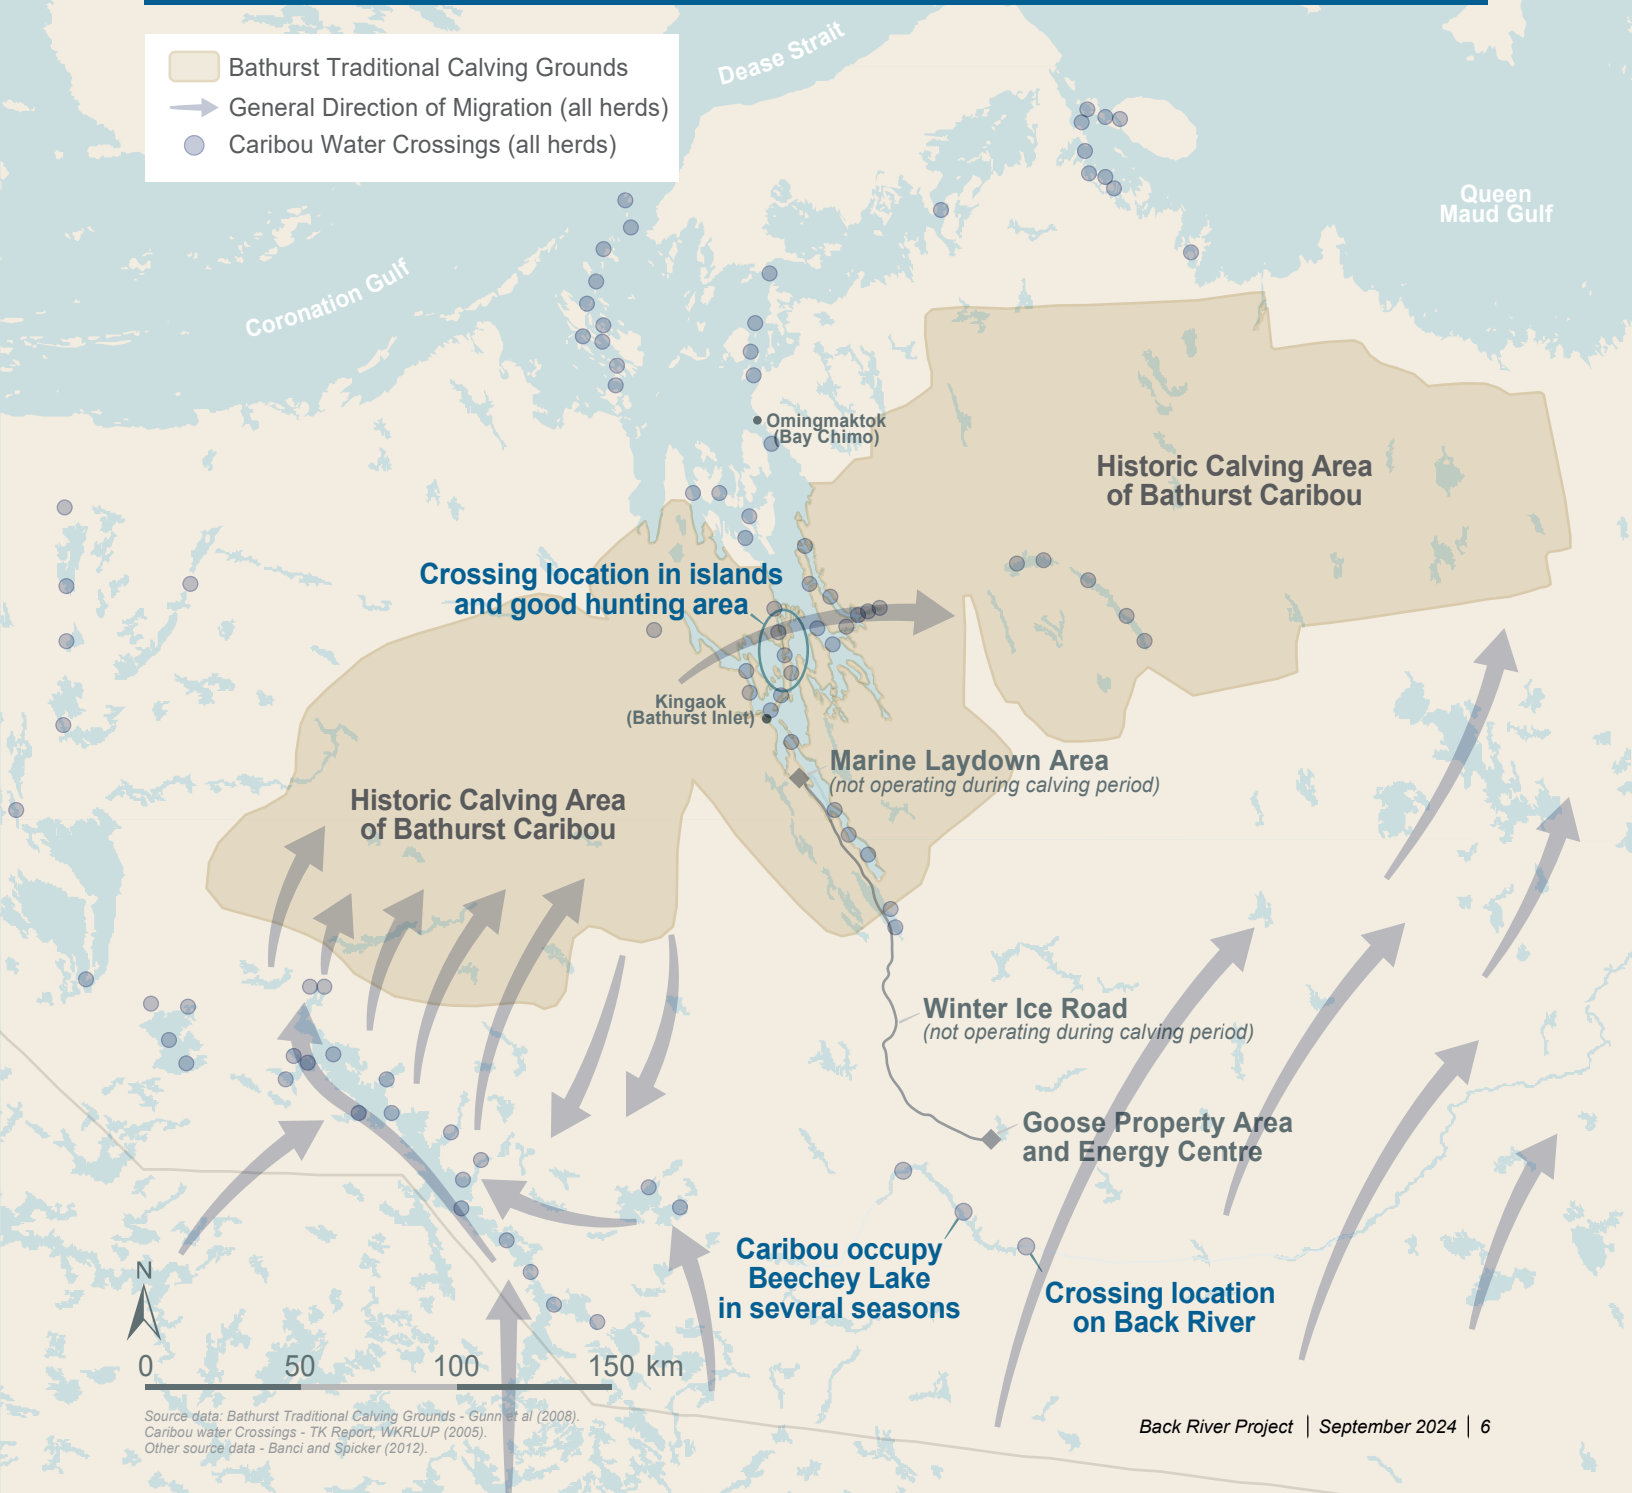 Bathurst Traditional Calving Grounds
General Direction of Migration (all herds)
Caribou Water Crossings (all herds)
Dease Strait
Queen
Maud Gulf
Coronation Gulf
Omingmaktok
(Bay Chimo)
Historic Calving Area
of Bathurst Caribou
Crossing location in islands
and good hunting area
Kingaok
(Bathurst Inlet)
Marine Laydown Area
(not operating during calving period)
Historic Calving Area
of Bathurst Caribou
Winter Ice Road
(not operating during calving period)
Goose Property Area
and Energy Centre
Caribou occupy
Beechey Lake
in several seasons
Crossing location
on Back River
N
0 50 100 150 km
Source data: Bathurst Traditional Calving Grounds - Gunn et al (2008).
Caribou water Crossings - TK Report, WKRLUP (2005).
Other source data - Banci and Spicker (2012).
Back River Project | September 2024 | 6